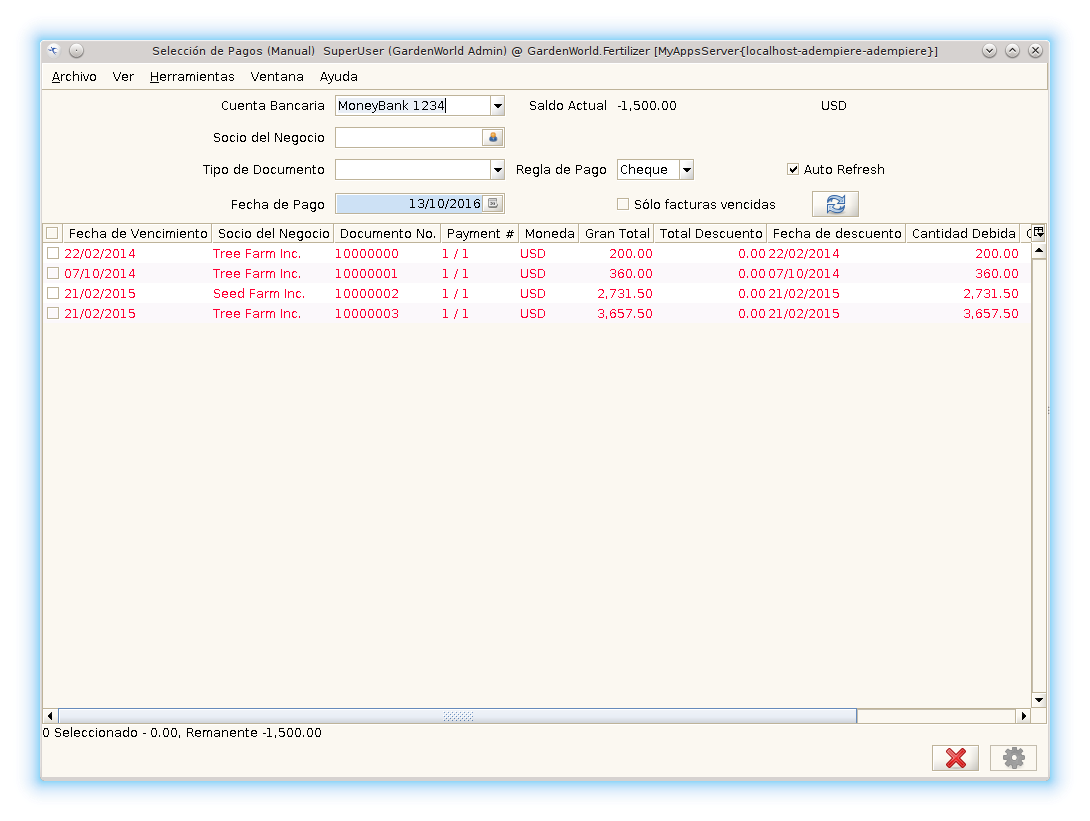 Selección de Pagos (Manual) SuperUser (GardenWorld Admin) @ GardenWorld.Fertilizer [MyAppsServer{localhost-adempiere-adempiere}]
Archivo Ver Herramientas Ventana Ayuda
Cuenta Bancaria MoneyBank 1234 Saldo Actual -1,500.00 USD
Socio del Negocio
Tipo de Documento Regla de Pago Cheque Auto Refresh
Fecha de Pago 13/10/2016 Sólo facturas vencidas
Fecha de Vencimiento Socio del Negocio Documento No. Payment # Moneda Gran Total Total Descuento Fecha de descuento Cantidad Debida
22/02/2014 Tree Farm Inc. 10000000 1 / 1 USD 200.00 0.00 22/02/2014 200.00
07/10/2014 Tree Farm Inc. 10000001 1 / 1 USD 360.00 0.00 07/10/2014 360.00
21/02/2015 Seed Farm Inc. 10000002 1 / 1 USD 2,731.50 0.00 21/02/2015 2,731.50
21/02/2015 Tree Farm Inc. 10000003 1 / 1 USD 3,657.50 0.00 21/02/2015 3,657.50
0 Seleccionado - 0.00, Remanente -1,500.00